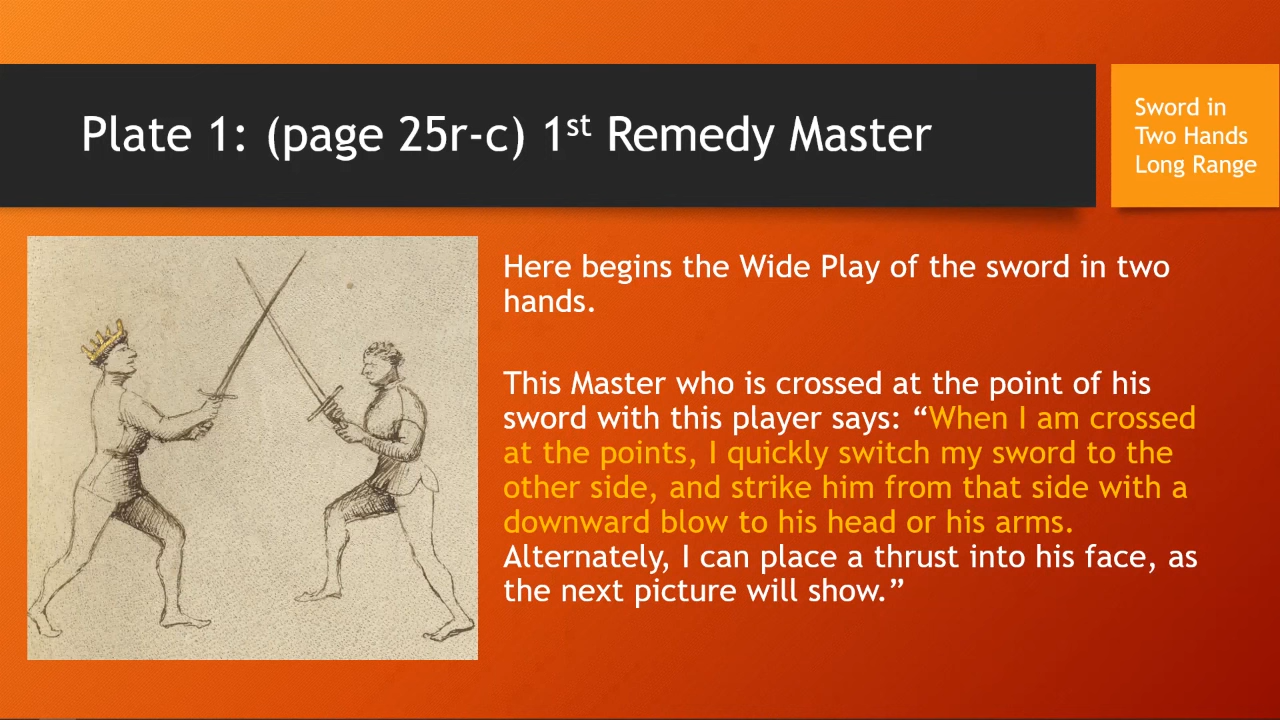 Plate 1: (page 25r-c) 1st Remedy Master
Sword in
Two Hands
Long Range
Here begins the Wide Play of the sword in two
hands.
This Master who is crossed at the point of his
sword with this player says: “When I am crossed
at the points, I quickly switch my sword to the
other side, and strike him from that side with a
downward blow to his head or his arms.
Alternately, I can place a thrust into his face, as
the next picture will show.”